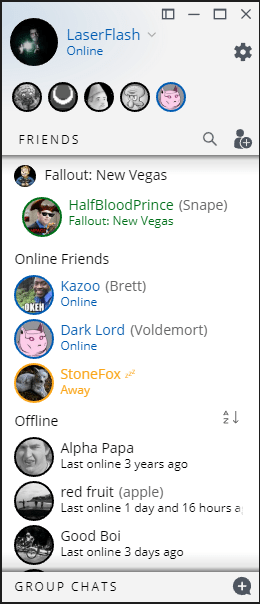 LaserFlash
Online
FRIENDS
Fallout: New Vegas
HalfBloodPrince (Snape)
Fallout: New Vegas
Online Friends
OKEH
Kazoo (Brett)
Online
Dark Lord (Voldemort)
Online
StoneFox zzz
Away
Offline
A
Z
Alpha Papa
Last online 3 years ago
red fruit (apple)
Last online 1 day and 16 hours a
Good Boi
Last online 3 days ago
GROUP CHATS